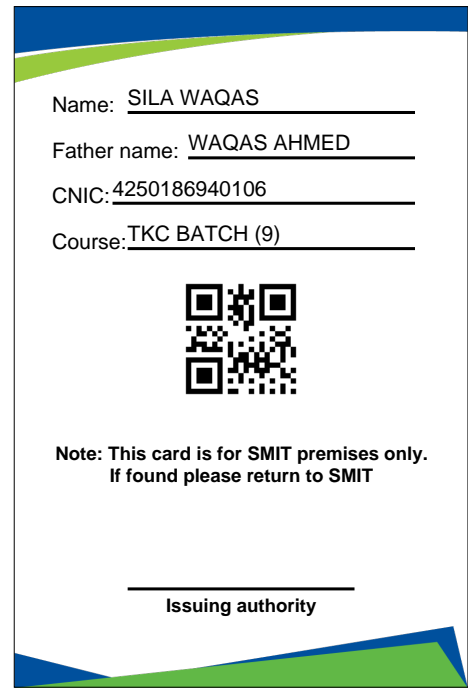 Name: SILA WAQAS
Father name: WAQAS AHMED
CNIC: 4250186940106
Course: TKC BATCH (9)
Note: This card is for SMIT premises only.
If found please return to SMIT
Issuing authority